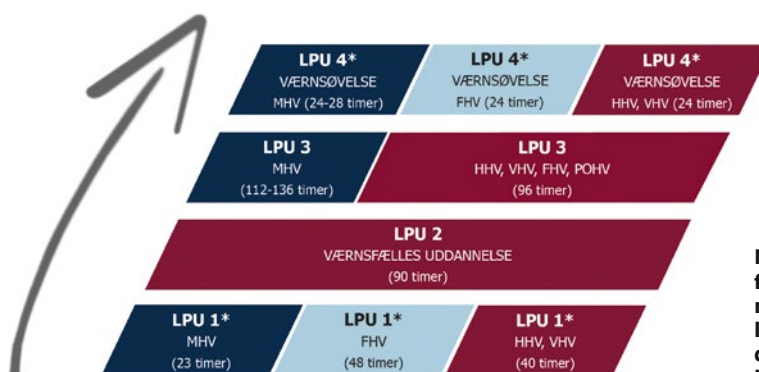 LPU 4*
VÆRNSØVELSE
MHV (24-28 timer)
LPU 4*
VÆRNSØVELSE
FHV (24 timer)
LPU 4*
VÆRNSØVELSE
HHV, VHV (24 timer)
LPU 3
MHV
(112-136 timer)
LPU 3
HHV, VHV, FHV, POHV
(96 timer)
LPU 2
VÆRNSFÆLLES UDDANNELSE
(90 timer)
LPU 1*
MHV
(23 timer)
LPU 1*
FHV
(48 timer)
LPU 1*
HHV, VHV
(40 timer)